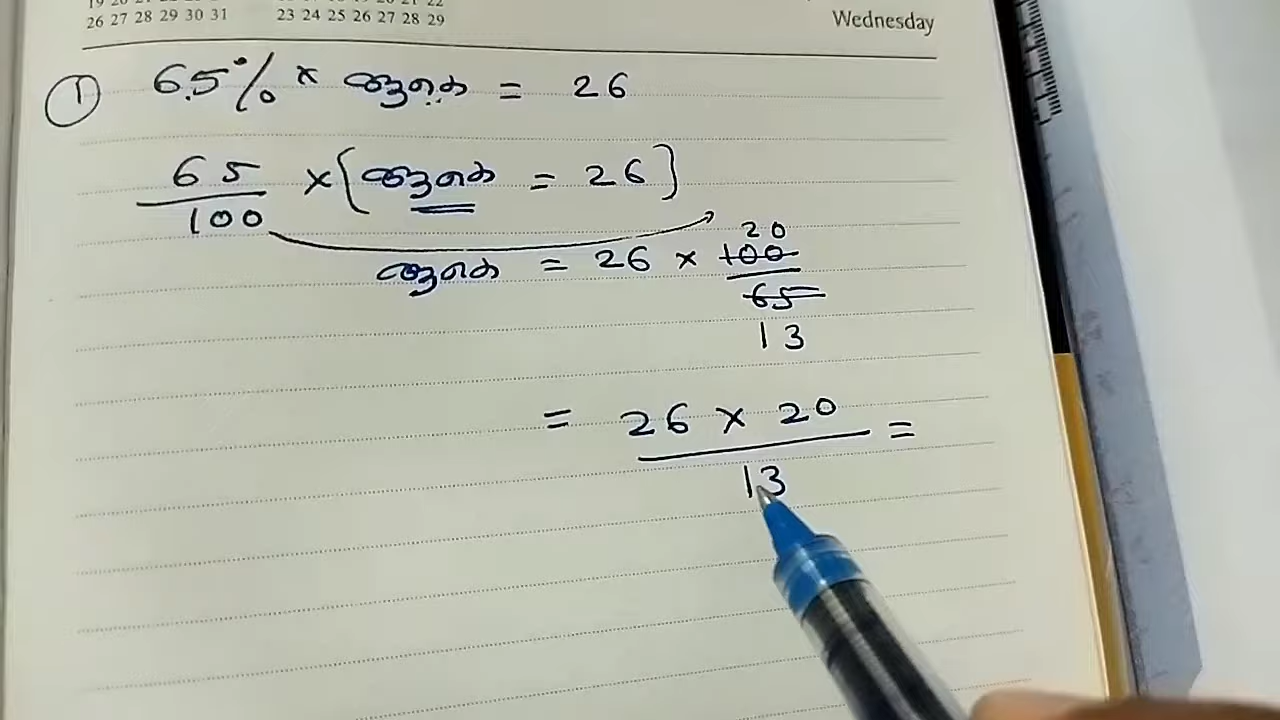 26 27 28 29 30 31
23 24 25 26 27 28 29
Wednesday
① 65% × തുക = 26
65/100 × [തുക = 26]
തുക = 26 × 100/65
20
13
= 26 × 20/13 =